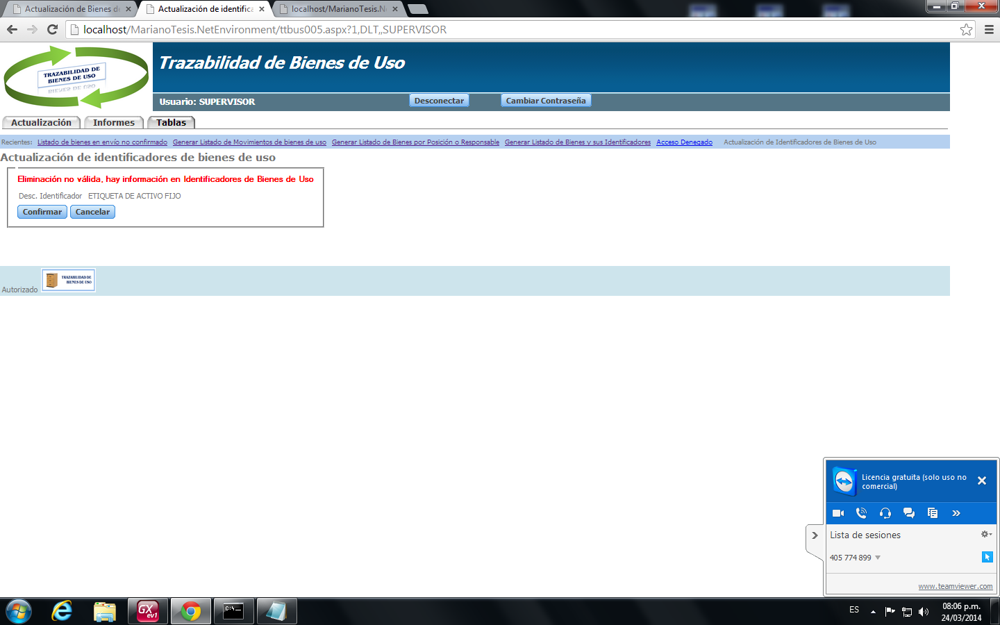 Actualización de Bienes de
Actualización de identifica
localhost/MarianoTesis.Ne
localhost/MarianoTesis.NetEnvironment/ttbus005.aspx?1,DLT,,SUPERVISOR
TRAZABILIDAD DE
BIENES DE USO
Trazabilidad de Bienes de Uso
Usuario: SUPERVISOR
Desconectar
Cambiar Contraseña
Actualización
Informes
Tablas
Recientes: Listado de bienes en envío no confirmado Generar Listado de Movimientos de bienes de uso Generar Listado de Bienes por Posición o Responsable Generar Listado de Bienes y sus Identificadores Acceso Denegado Actualización de Identificadores de Bienes de Uso
Actualización de identificadores de bienes de uso
Eliminación no válida, hay información en Identificadores de Bienes de Uso
Desc. Identificador ETIQUETA DE ACTIVO FIJO
Confirmar Cancelar
Autorizado
TRAZABILIDAD DE
BIENES DE USO
Licencia gratuita (solo uso no
comercial)
Lista de sesiones
405 774 899
www.teamviewer.com
GX
ev1
C:\.
ES
08:06 p.m.
24/03/2014